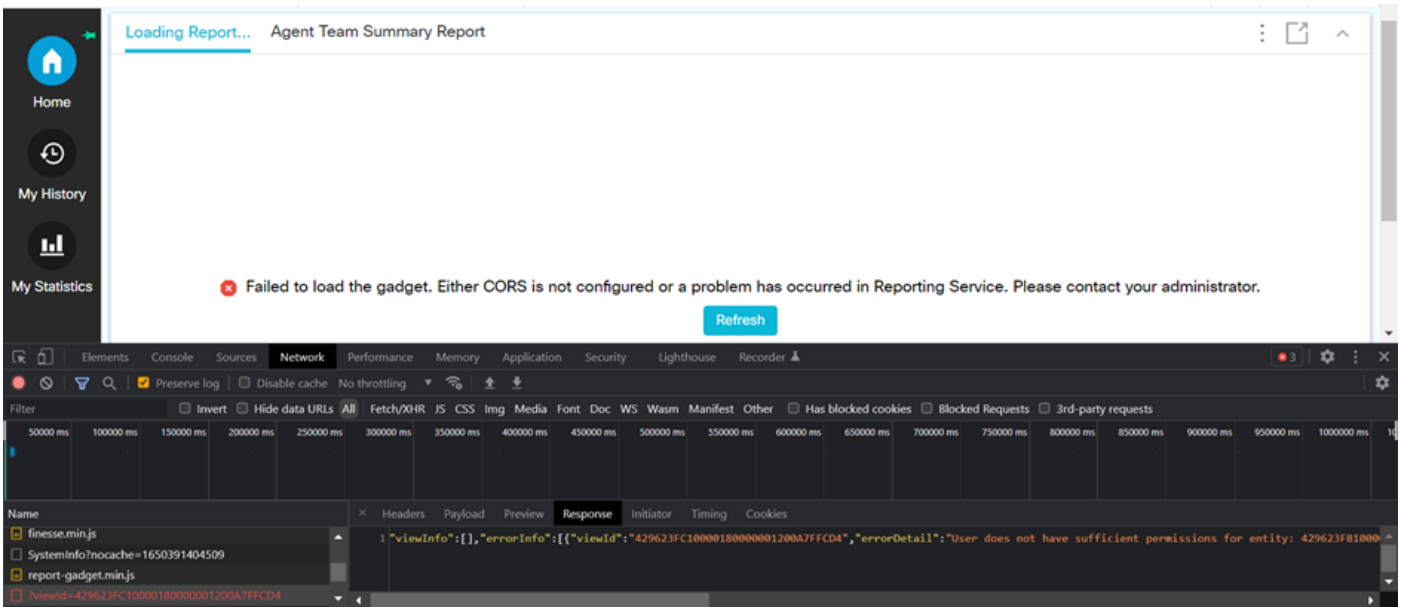 Loading Report... Agent Team Summary Report
Home
My History
My Statistics
Failed to load the gadget. Either CORS is not configured or a problem has occurred in Reporting Service. Please contact your administrator.
Refresh
Elements Console Sources Network Performance Memory Application Security Lighthouse Recorder 3
Preserve log Disable cache No throttling
Filter Invert Hide data URLs All Fetch/XHR JS CSS Img Media Font Doc WS Wasm Manifest Other Has blocked cookies Blocked Requests 3rd-party requests
50000 ms 100000 ms 150000 ms 200000 ms 250000 ms 300000 ms 350000 ms 400000 ms 450000 ms 500000 ms 550000 ms 600000 ms 650000 ms 700000 ms 750000 ms 800000 ms 850000 ms 900000 ms 950000 ms 1000000 ms
Name Headers Payload Preview Response Initiator Timing Cookies
finesse.min.js
1 "viewInfo":[],"errorInfo":[{"viewId":"429623FC10000180000001200A7FFCD4","errorDetail":"User does not have sufficient permissions for entity: 429623F81000
SystemInfo?nocache=1650391404509
report-gadget.min.js
?viewId=429623FC10000180000001200A7FFCD4